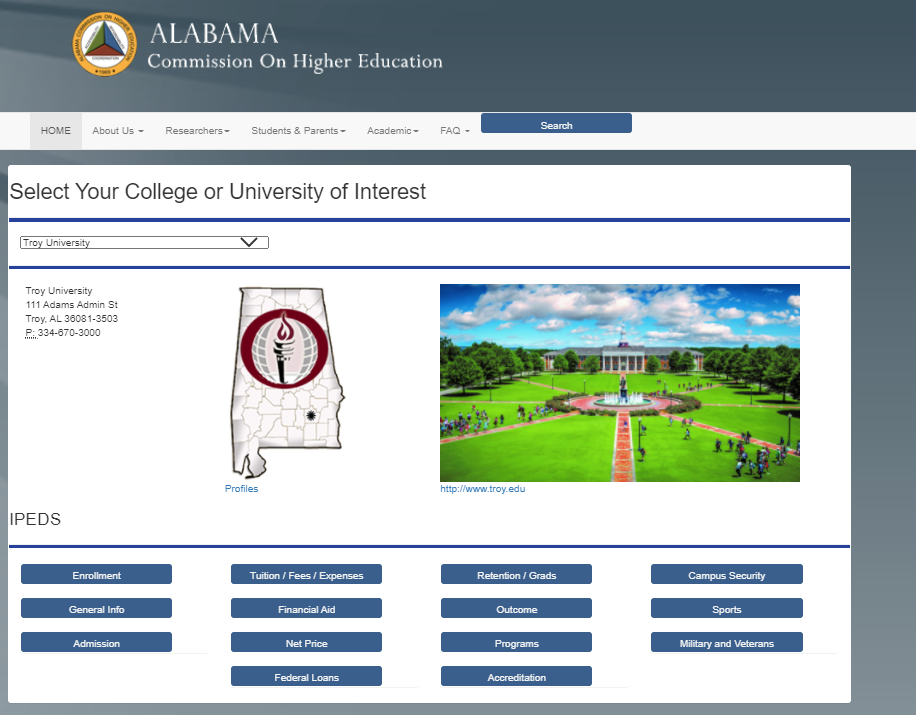 ALABAMA
Commission On Higher Education
HOME About Us Researchers Students & Parents Academic FAQ Search
Select Your College or University of Interest
Troy University
Troy University
111 Adams Admin St
Troy, AL 36081-3503
P: 334-670-3000
Profiles
http://www.troy.edu
IPEDS
Enrollment Tuition / Fees / Expenses Retention / Grads Campus Security
General Info Financial Aid Outcome Sports
Admission Net Price Programs Military and Veterans
Federal Loans Accreditation